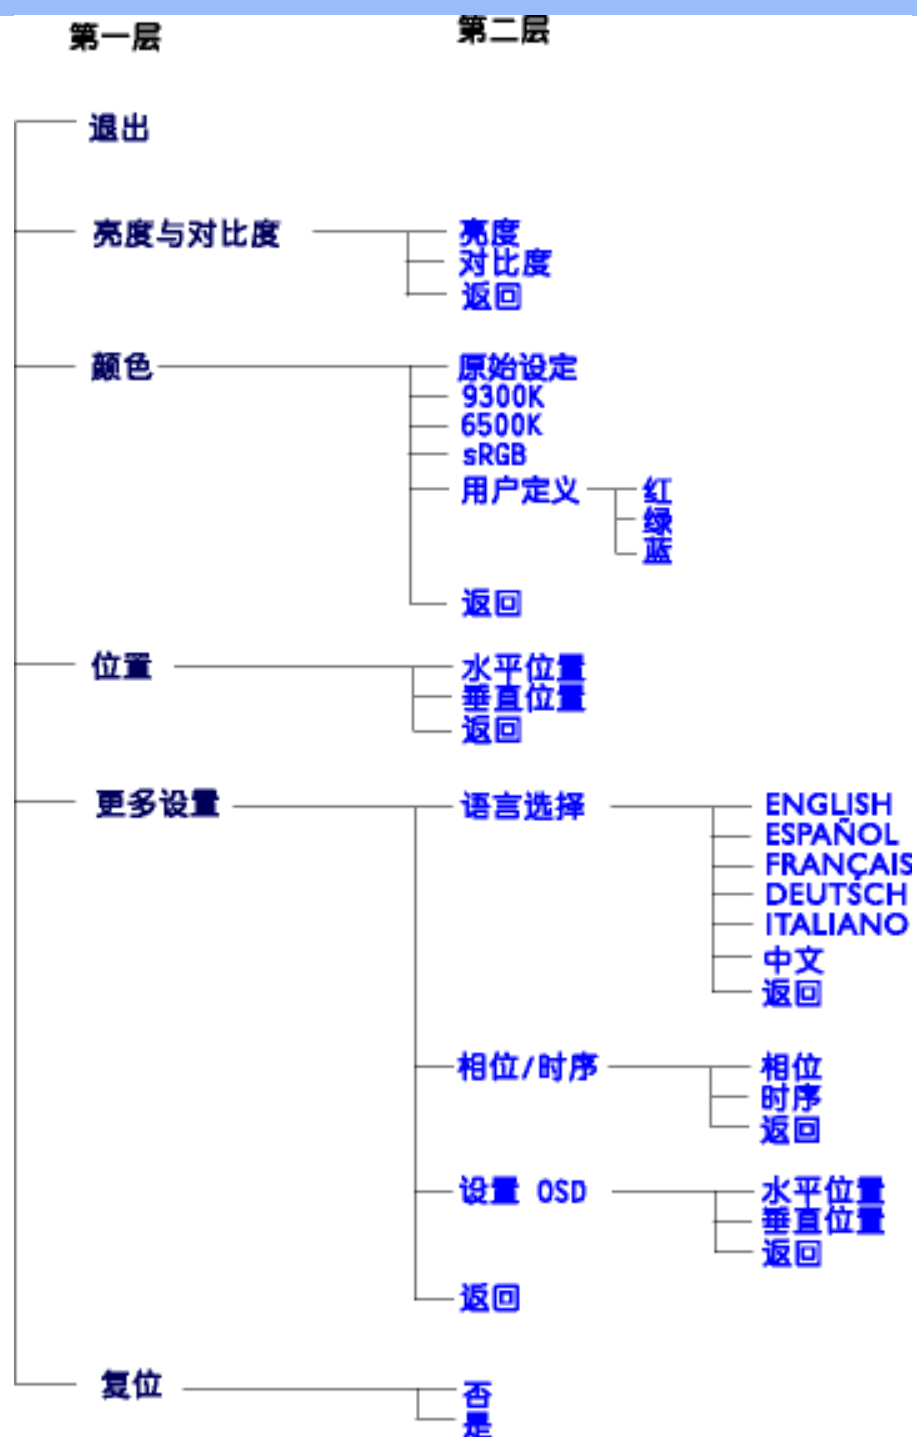 第一层 第二层
退出
亮度与对比度 亮度
对比度
返回
颜色 原始设定
9300K
6500K
sRGB
用户定义 红
绿
蓝
返回
位置 水平位置
垂直位置
返回
更多设置 语言选择 ENGLISH
ESPAÑOL
FRANÇAIS
DEUTSCH
ITALIANO
中文
返回
相位/时序 相位
时序
返回
设置 OSD 水平位置
垂直位置
返回
返回
复位 否
是